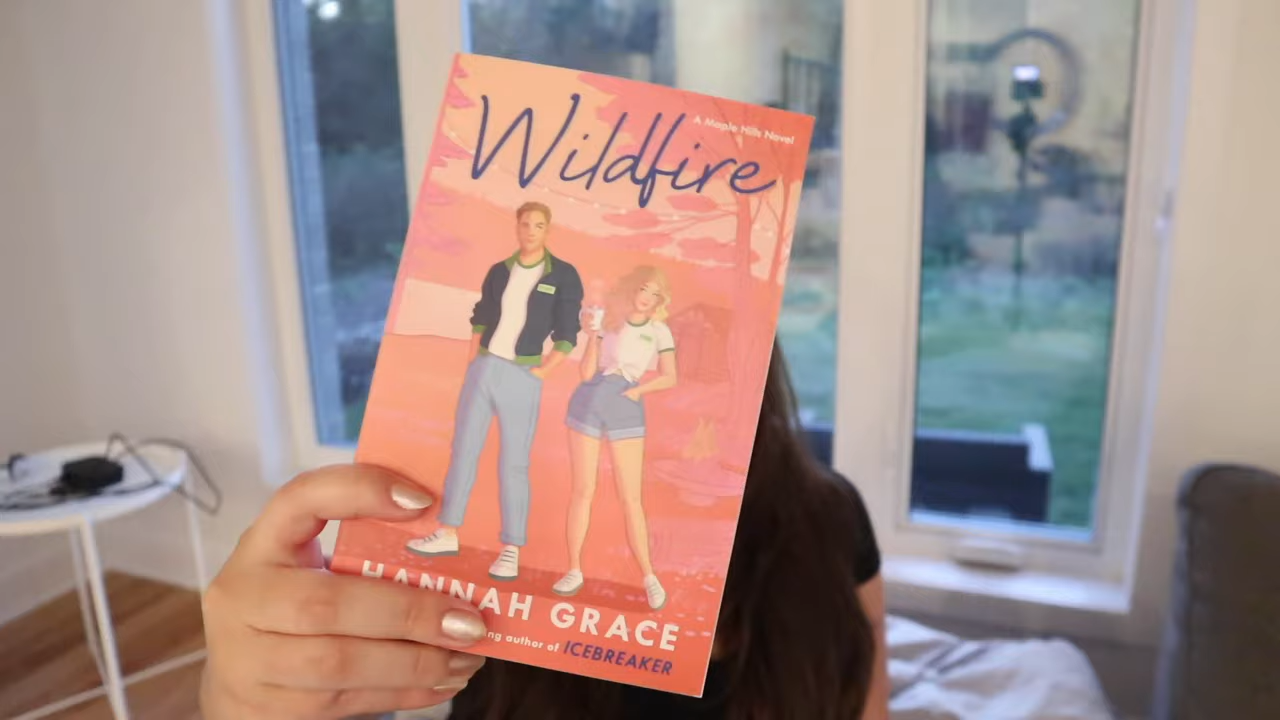 Wildfire
A Maple Hills Novel
HANNAH GRACE
author of ICEBREAKER